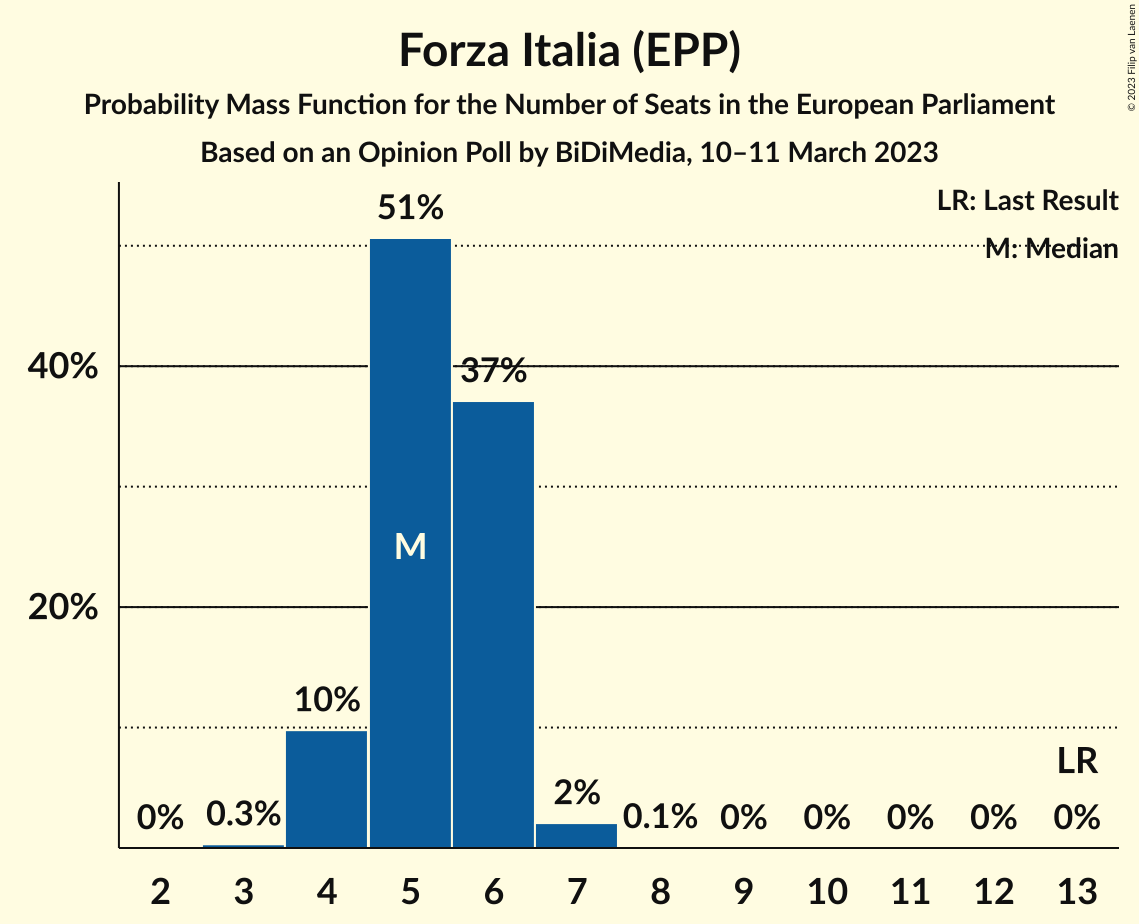 Forza Italia (EPP)
Probability Mass Function for the Number of Seats in the European Parliament
Based on an Opinion Poll by BiDiMedia, 10–11 March 2023
© 2023 Filip van Laenen
LR: Last Result
M: Median
51%
40%
37%
M
20%
10%
LR
0% 0.3% 2% 0.1% 0% 0% 0% 0% 0%
2 3 4 5 6 7 8 9 10 11 12 13